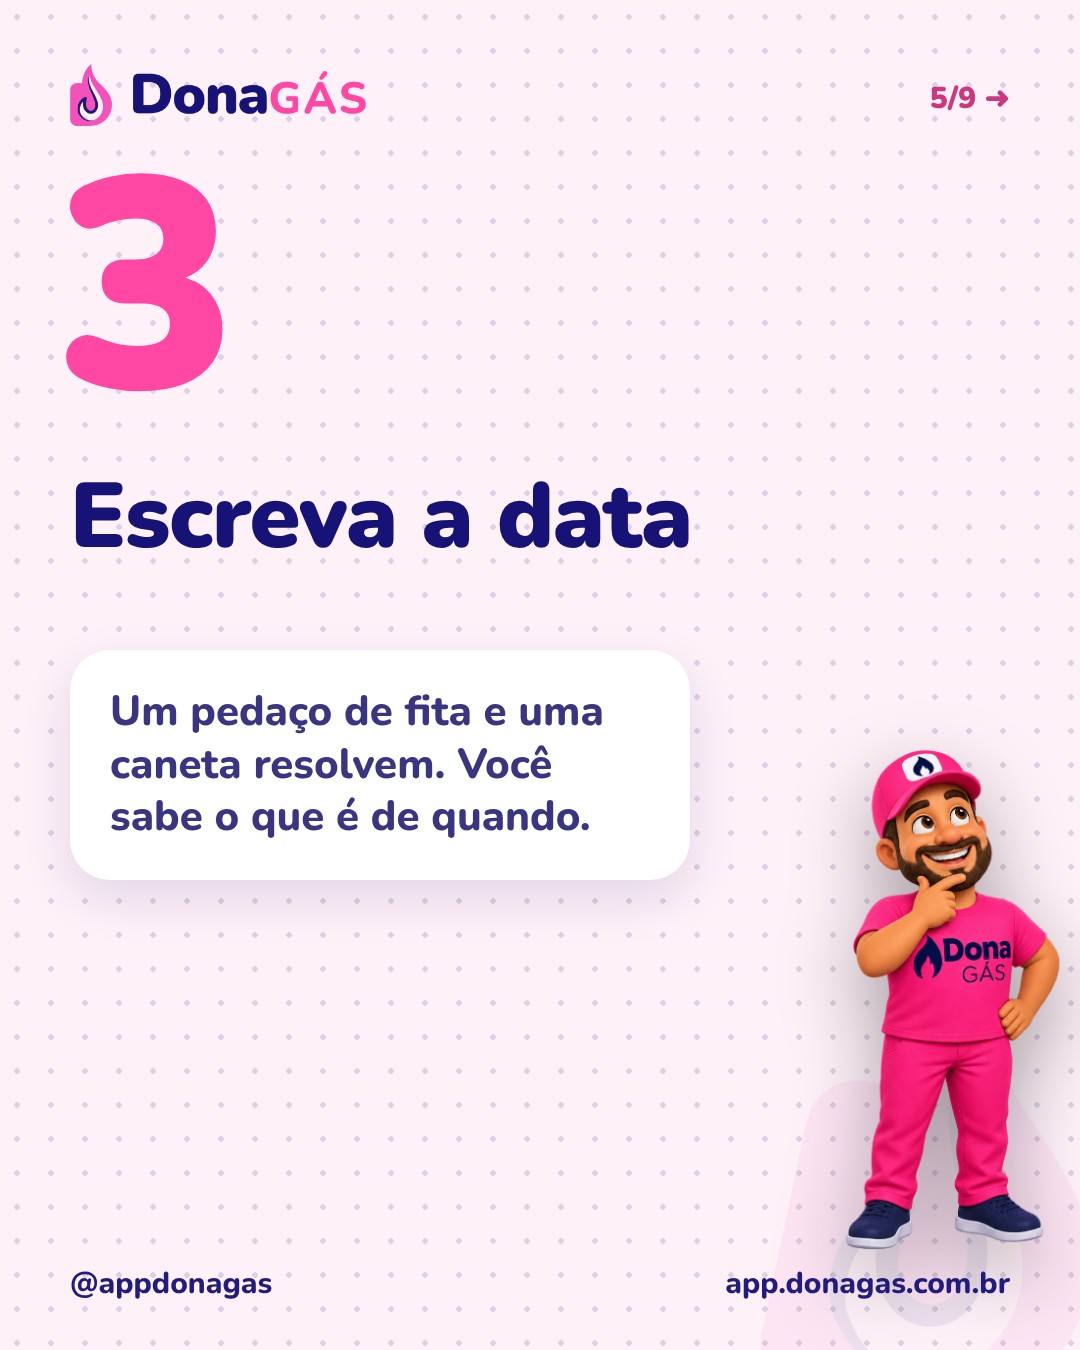 DonaGÁS
5/9 →
3
Escreva a data
Um pedaço de fita e uma
caneta resolvem. Você
sabe o que é de quando.
Dona
GÁS
@appdonagas
app.donagas.com.br